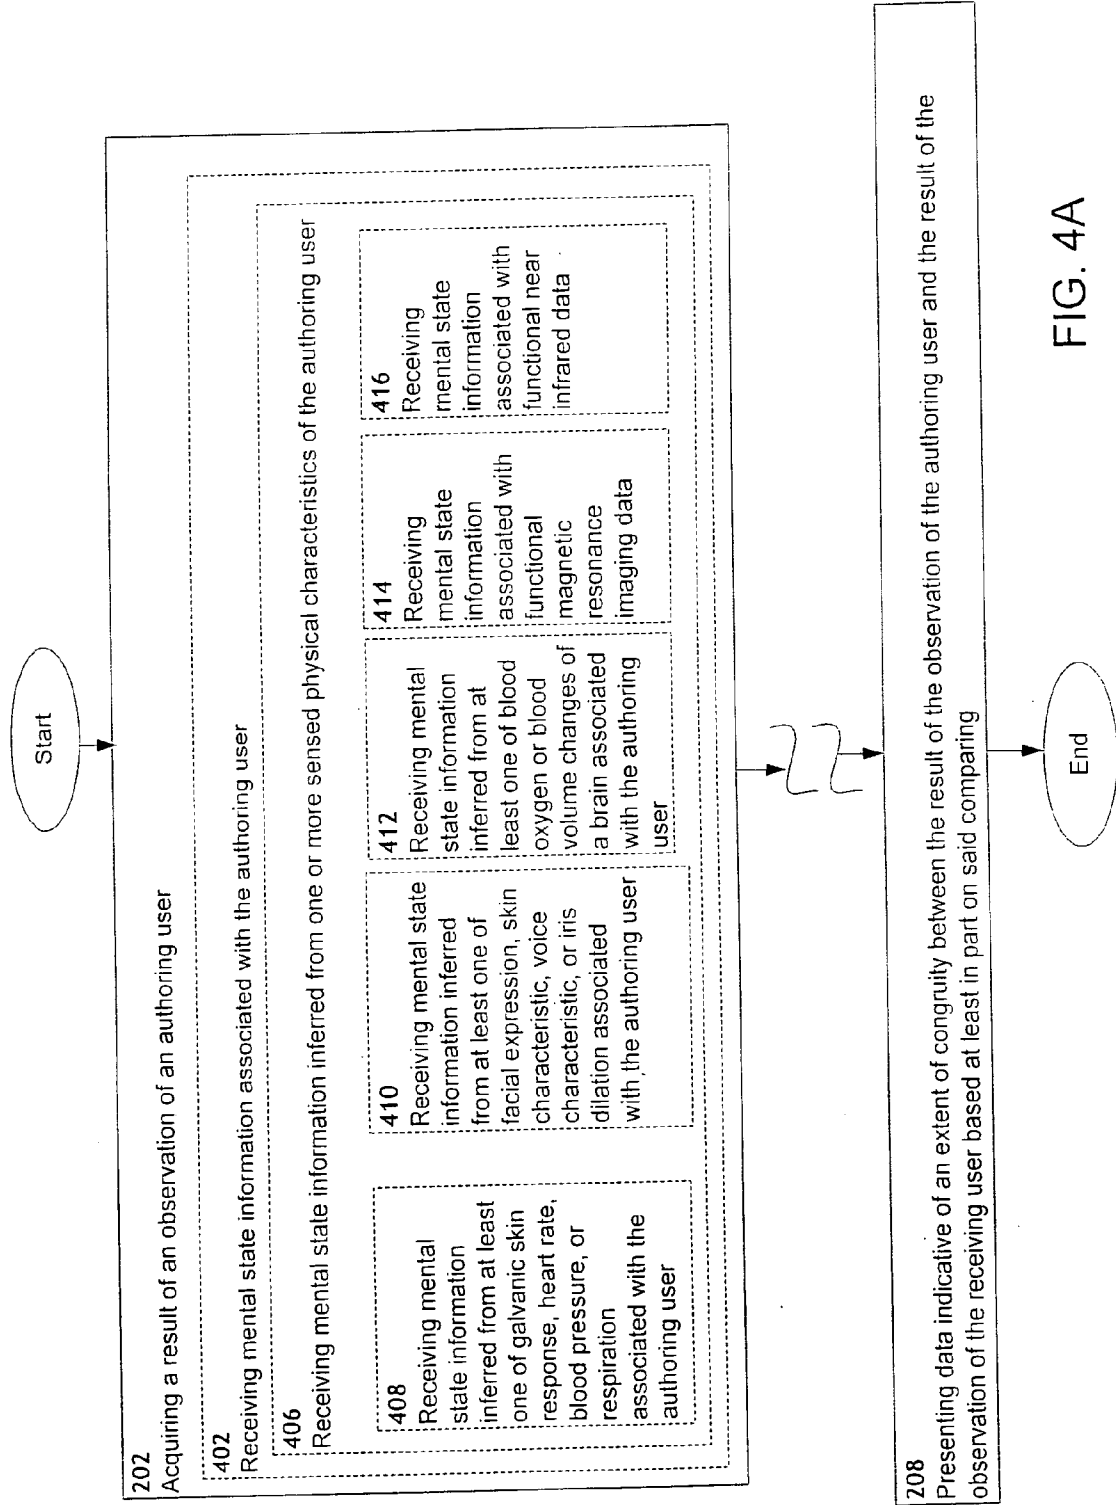 Start
202
Acquiring a result of an observation of an authoring user
402
Receiving mental state information associated with the authoring user
406
Receiving mental state information inferred from one or more sensed physical characteristics of the authoring user
408
Receiving mental
state information
inferred from at least
one of galvanic skin
response, heart rate,
blood pressure, or
respiration
associated with the
authoring user
410
Receiving mental state
information inferred
from at least one of
facial expression, skin
characteristic, voice
characteristic, or iris
dilation associated
with the authoring user
412
Receiving mental
state information
inferred from at
least one of blood
oxygen or blood
volume changes of
a brain associated
with the authoring
user
414
Receiving
mental state
information
associated with
functional
magnetic
resonance
imaging data
416
Receiving
mental state
information
associated with
functional near
infrared data
208
Presenting data indicative of an extent of congruity between the result of the observation of the authoring user and the result of the
observation of the receiving user based at least in part on said comparing
End
FIG. 4A